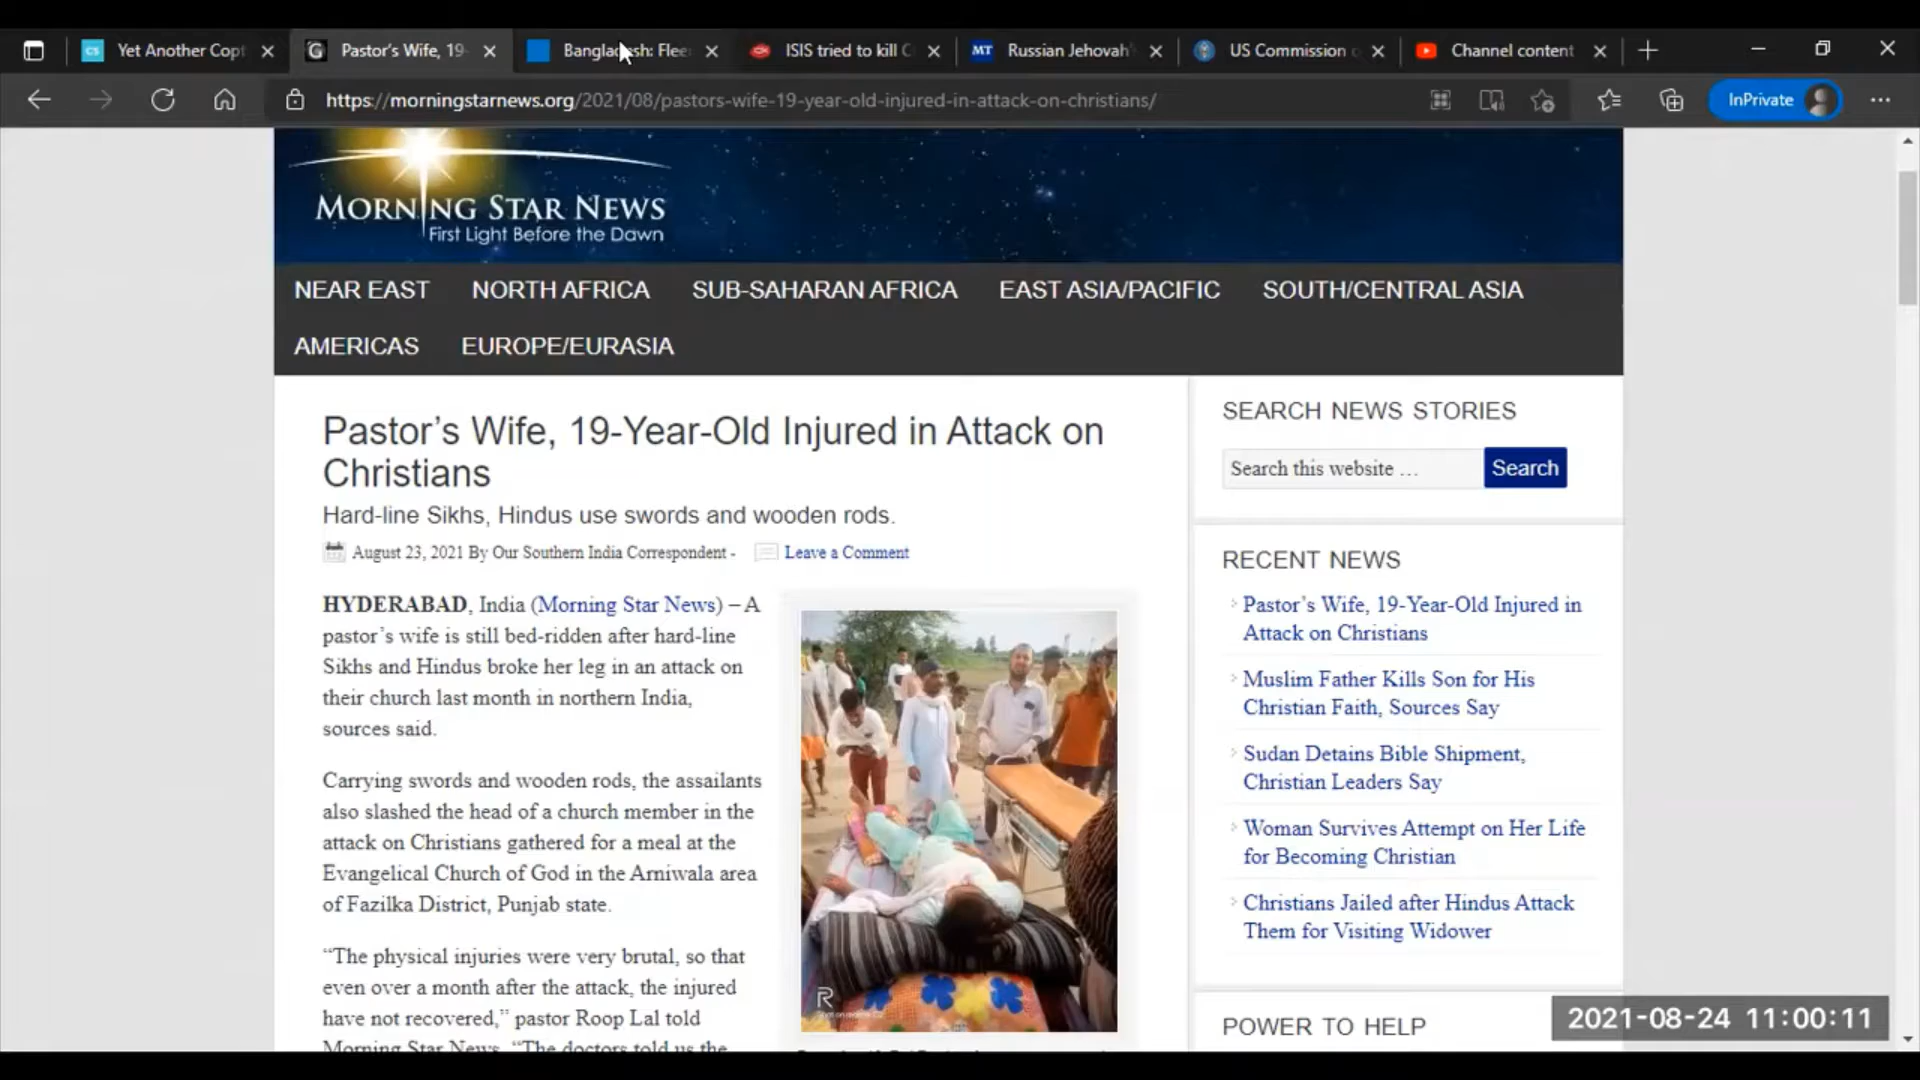 Yet Another Copt
Pastor's Wife, 19-
Bangladesh: Flee
ISIS tried to kill C
MT
Russian Jehovah'
US Commission o
Channel content
https://morningstarnews.org/2021/08/pastors-wife-19-year-old-injured-in-attack-on-christians/
InPrivate
MORNING STAR NEWS
First Light Before the Dawn
NEAR EAST
NORTH AFRICA
SUB-SAHARAN AFRICA
EAST ASIA/PACIFIC
SOUTH/CENTRAL ASIA
AMERICAS
EUROPE/EURASIA
Pastor's Wife, 19-Year-Old Injured in Attack on
Christians
Hard-line Sikhs, Hindus use swords and wooden rods.
August 23, 2021 By Our Southern India Correspondent -
Leave a Comment
HYDERABAD, India (Morning Star News) – A
pastor's wife is still bed-ridden after hard-line
Sikhs and Hindus broke her leg in an attack on
their church last month in northern India,
sources said.
Carrying swords and wooden rods, the assailants
also slashed the head of a church member in the
attack on Christians gathered for a meal at the
Evangelical Church of God in the Arniwala area
of Fazilka District, Punjab state.
“The physical injuries were very brutal, so that
even over a month after the attack, the injured
have not recovered,” pastor Roop Lal told
Morning Star News. “The doctors told us the
SEARCH NEWS STORIES
Search this website …
Search
RECENT NEWS
Pastor's Wife, 19-Year-Old Injured in
Attack on Christians
Muslim Father Kills Son for His
Christian Faith, Sources Say
Sudan Detains Bible Shipment,
Christian Leaders Say
Woman Survives Attempt on Her Life
for Becoming Christian
Christians Jailed after Hindus Attack
Them for Visiting Widower
POWER TO HELP
2021-08-24 11:00:11